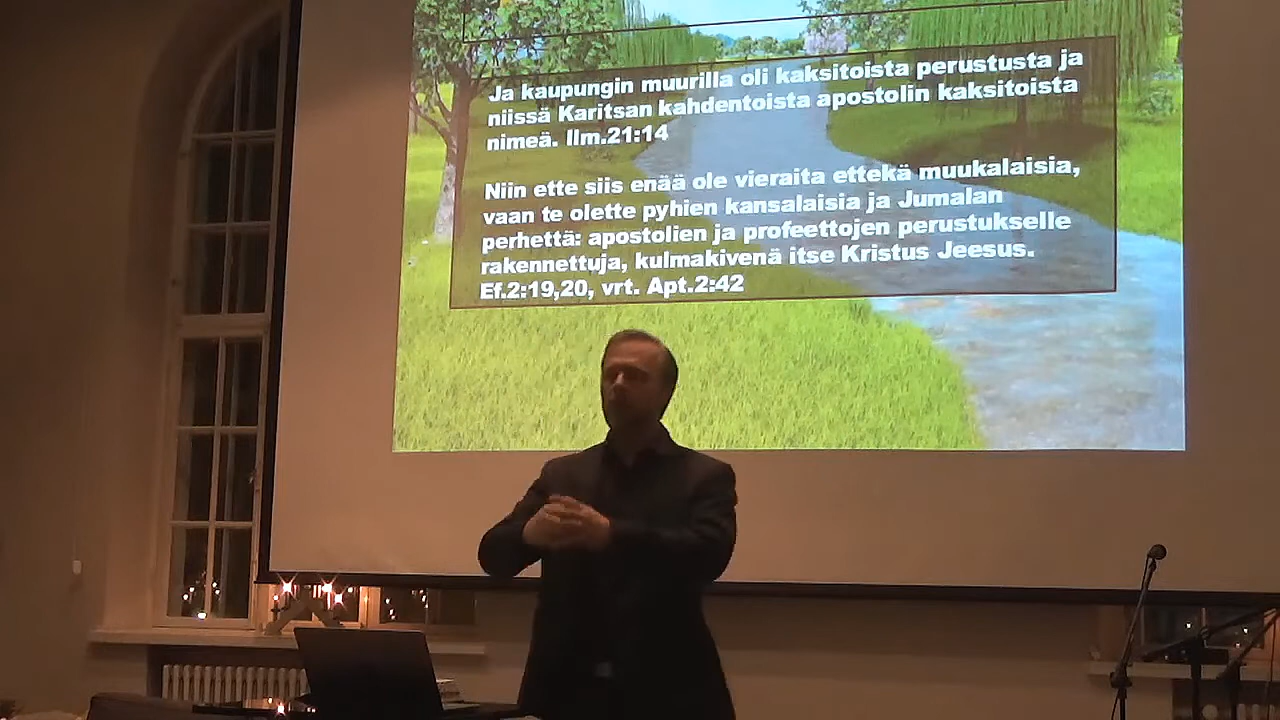 Ja kaupungin muurilla oli kaksitoista perustusta ja
niissä Karitsan kahdentoista apostolin kaksitoista
nimeä. Ilm.21:14
Niin ette siis enää ole vieraita ettekä muukalaisia,
vaan te olette pyhien kansalaisia ja Jumalan
perhettä: apostolien ja profeettojen perustukselle
rakennettuja, kulmakivenä itse Kristus Jeesus.
Ef.2:19,20, vrt. Apt.2:42